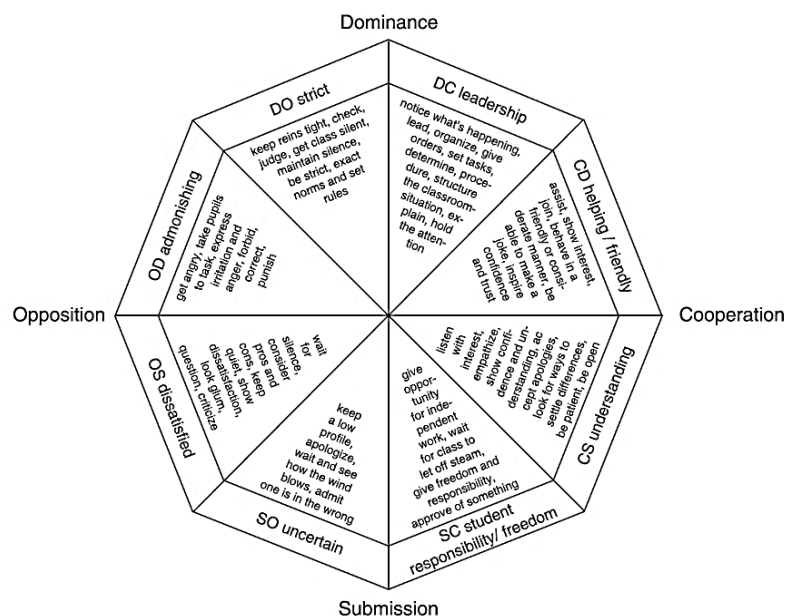 Dominance
DO strict
keep reins tight, check,
judge, get class silent,
maintain silence,
be strict, exact
norms and set
rules
DC leadership
notice what's happening,
lead, organize, give
orders, set tasks,
determine, proce-
dure, structure
the classroom-
situation, ex-
plain, hold
the atten-
tion
OD admonishing
get angry, take pupils
to task, express
irritation and
anger, forbid,
correct,
punish
CD helping / friendly
assist, show interest,
join, behave in a
friendly or consi-
derate manner, be
able to make a
joke, inspire
confidence
and trust
Opposition
Cooperation
OS dissatisfied
wait
for
silence,
consider
pros and
cons, keep
quiet, show
dissatisfaction,
look glum,
question, criticize
CS understanding
listen
with
interest,
empathize,
show confi-
dence and un-
derstanding, ac
cept apologies,
look for ways to
settle differences,
be patient, be open
SO uncertain
keep
a low
profile,
apologize,
wait and see
how the wind
blows, admit
one is in the wrong
SC student
responsibility/ freedom
give
oppor-
tunity
for inde-
pendent
work, wait
for class to
let off steam,
give freedom and
responsibility,
approve of something
Submission